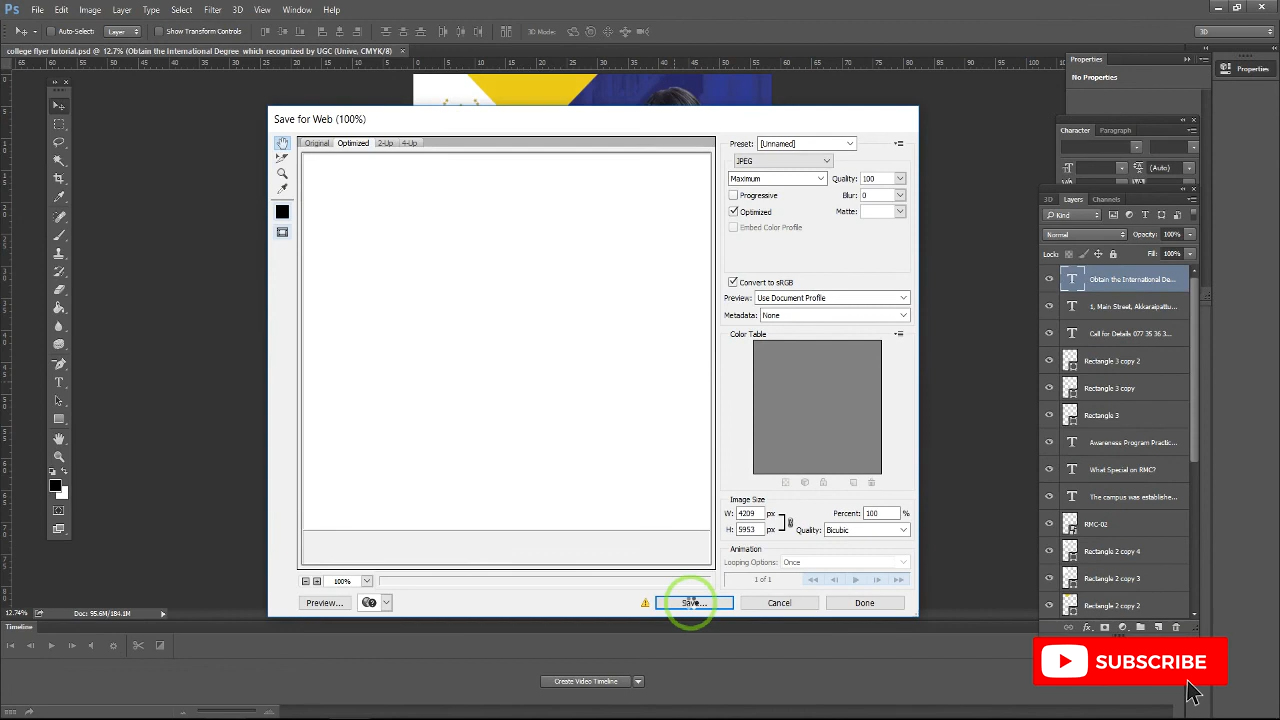 Ps File Edit Image Layer Type Select Filter 3D View Window Help
Auto-Select: Layer Show Transform Controls 3D Mode: 3D
college flyer tutorial.psd @ 12.7% (Obtain the International Degree which recognized by UGC (Unive, CMYK/8)
Properties
No Properties
Properties
Character Paragraph
(Auto)
Save for Web (100%)
Original Optimized 2-Up 4-Up
Preset: [Unnamed]
JPEG
Maximum Quality: 100
Progressive Blur: 0
Optimized Matte:
Embed Color Profile
Convert to sRGB
Preview: Use Document Profile
Metadata: None
Color Table
Image Size
W: 4209 px Percent: 100 %
H: 5953 px Quality: Bicubic
Animation
Looping Options: Once
1 of 1
100%
Preview... Save... Cancel Done
3D Layers Channels
Kind
Normal Opacity: 100%
Lock: Fill: 100%
Obtain the International De...
1, Main Street, Akkaraipattu...
Call for Details 077 35 36 3...
Rectangle 3 copy 2
Rectangle 3 copy
Rectangle 3
Awareness Program Practic...
What Special on RMC?
The campus was establishe...
RMC-02
Rectangle 2 copy 4
Rectangle 2 copy 3
Rectangle 2 copy 2
12.74% Doc: 95.6M/184.1M
Timeline
Create Video Timeline
SUBSCRIBE